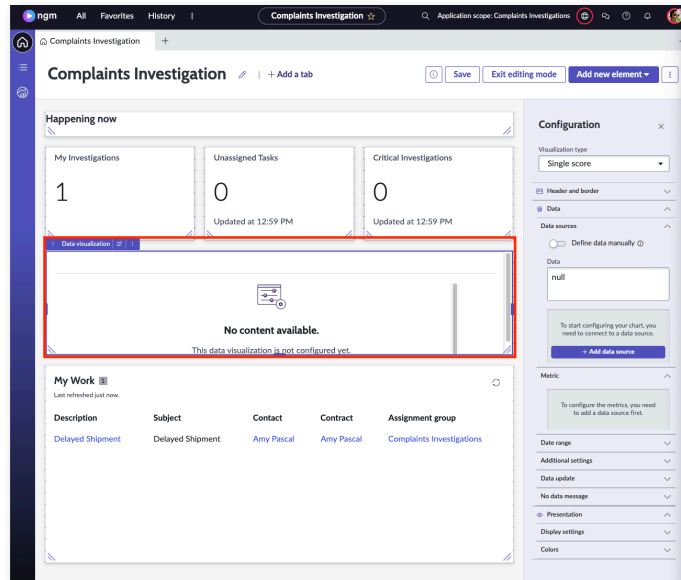 ngm All Favorites History Complaints Investigation Application scope: Complaints Investigations
Complaints Investigation
Complaints Investigation + Add a tab Save Exit editing mode Add new element
Happening now
My Investigations Unassigned Tasks Critical Investigations
1 0 0
Updated at 12:59 PM Updated at 12:59 PM
Data visualization
No content available.
This data visualization is not configured yet.
My Work 1
Last refreshed just now.
Description Subject Contact Contract Assignment group
Delayed Shipment Delayed Shipment Amy Pascal Amy Pascal Complaints Investigations
Configuration
Visualization type
Single score
Header and border
Data
Data sources
Define data manually
Data
null
To start configuring your chart, you
need to connect to a data source.
+ Add data source
Metric
To configure the metrics, you need
to add a data source first.
Date range
Additional settings
Data update
No data message
Presentation
Display settings
Colors